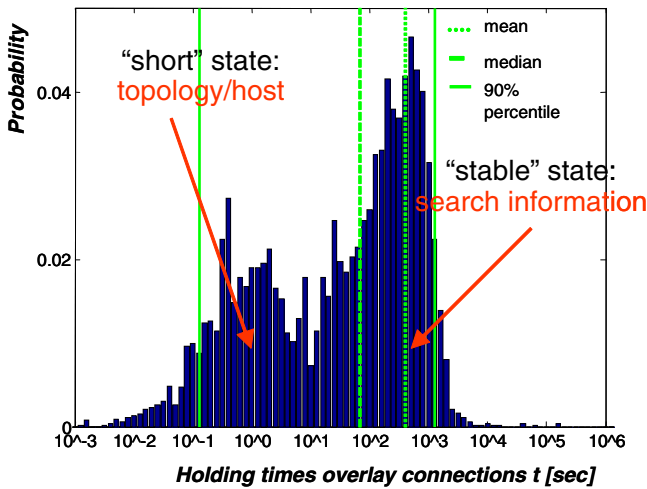 Probability
0.04
0.02
0
“short” state:
topology/host
mean
median
90%
percentile
“stable” state:
search information
10^–3 10^–2 10^–1 10^0 10^1 10^2 10^3 10^4 10^5 10^6
Holding times overlay connections t [sec]